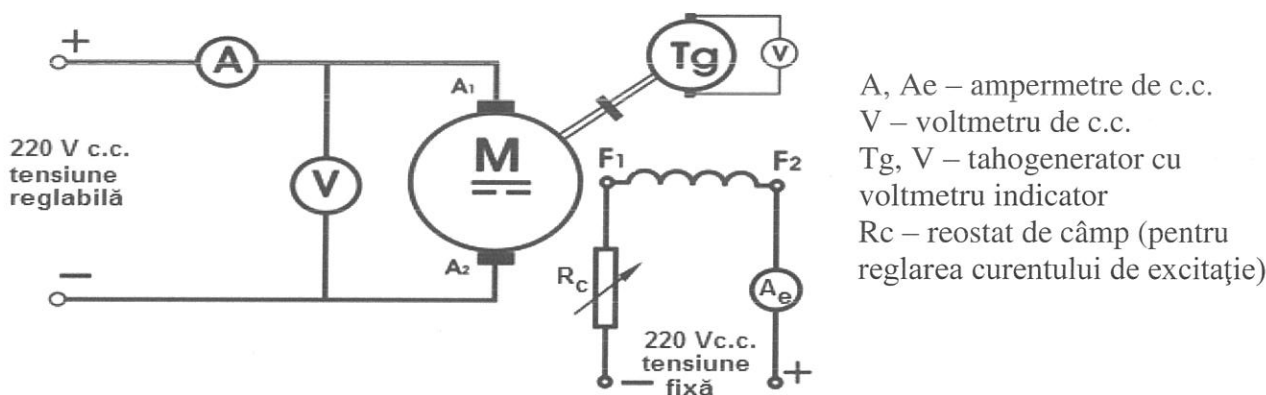 +
A
A1
Tg
V
220 V c.c.
tensiune
reglabilă
V
M
F1
F2
A2
−
Rc
Ae
220 Vc.c.
tensiune
fixă
−
+
A, Ae – ampermetre de c.c.
V – voltmetru de c.c.
Tg, V – tahogenerator cu
voltmetru indicator
Rc – reostat de câmp (pentru
reglarea curentului de excitaţie)